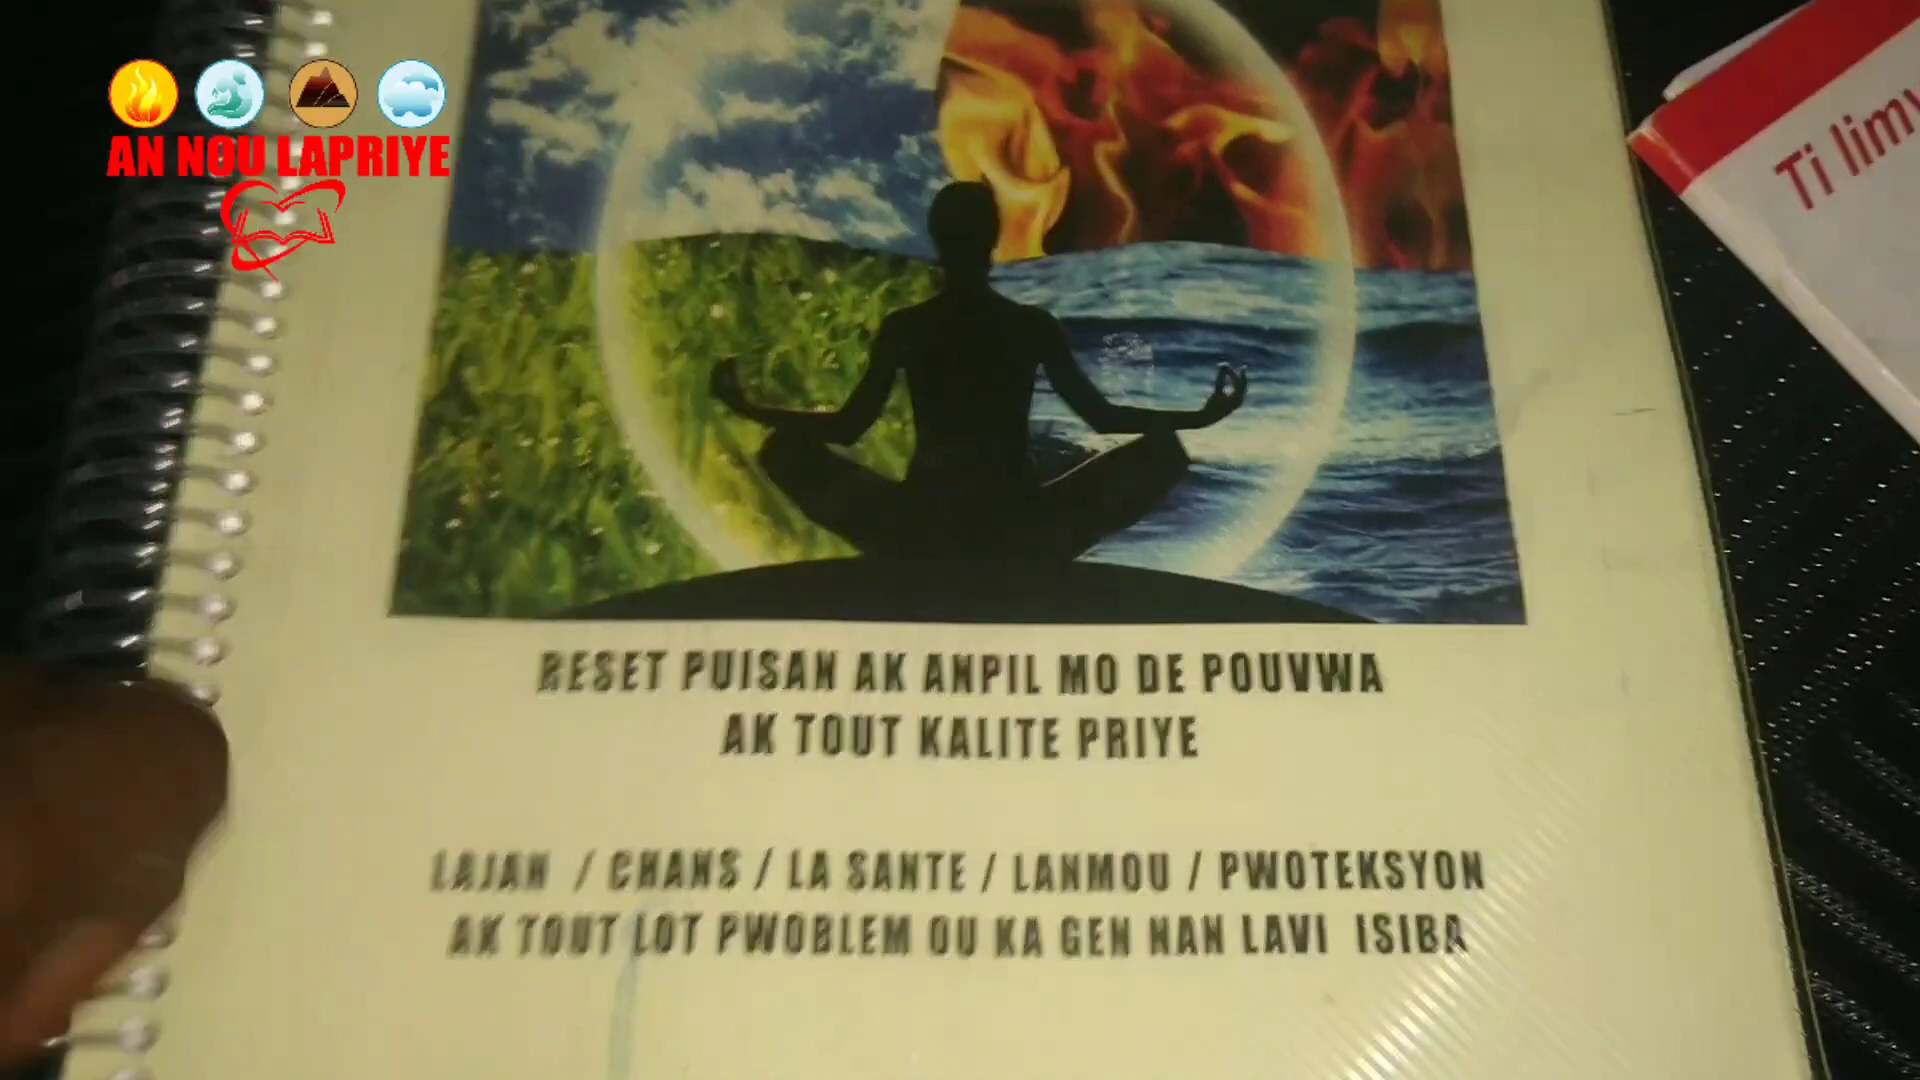 AN NOU LAPRIYE
Ti limy
RESET PUISAN AK ANPIL MO DE POUVWA
AK TOUT KALITE PRIYE
LAJAN / CHANS / LA SANTE / LANMOU / PWOTEKSYON
AK TOUT LOT PWOBLEM OU KA GEN NAN LAVI ISIBA